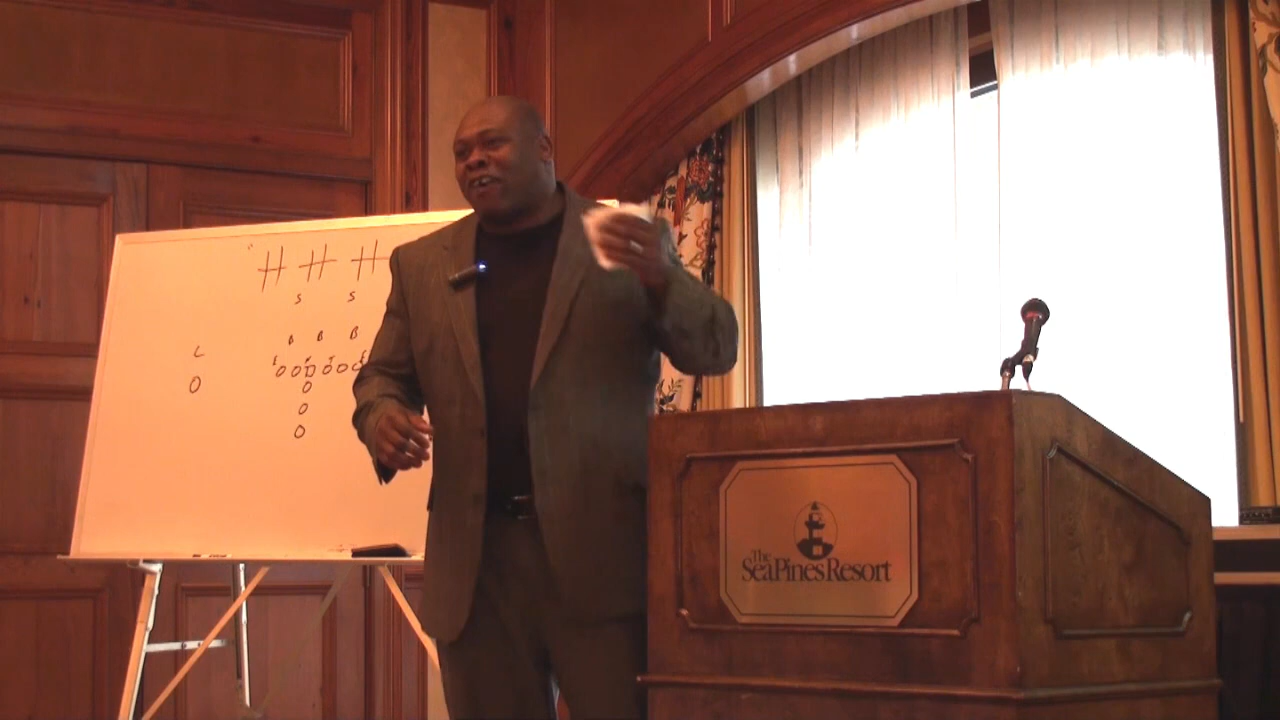 S S
B B B
L
E
O O O O O
O O
O
O
The
SeaPinesResort